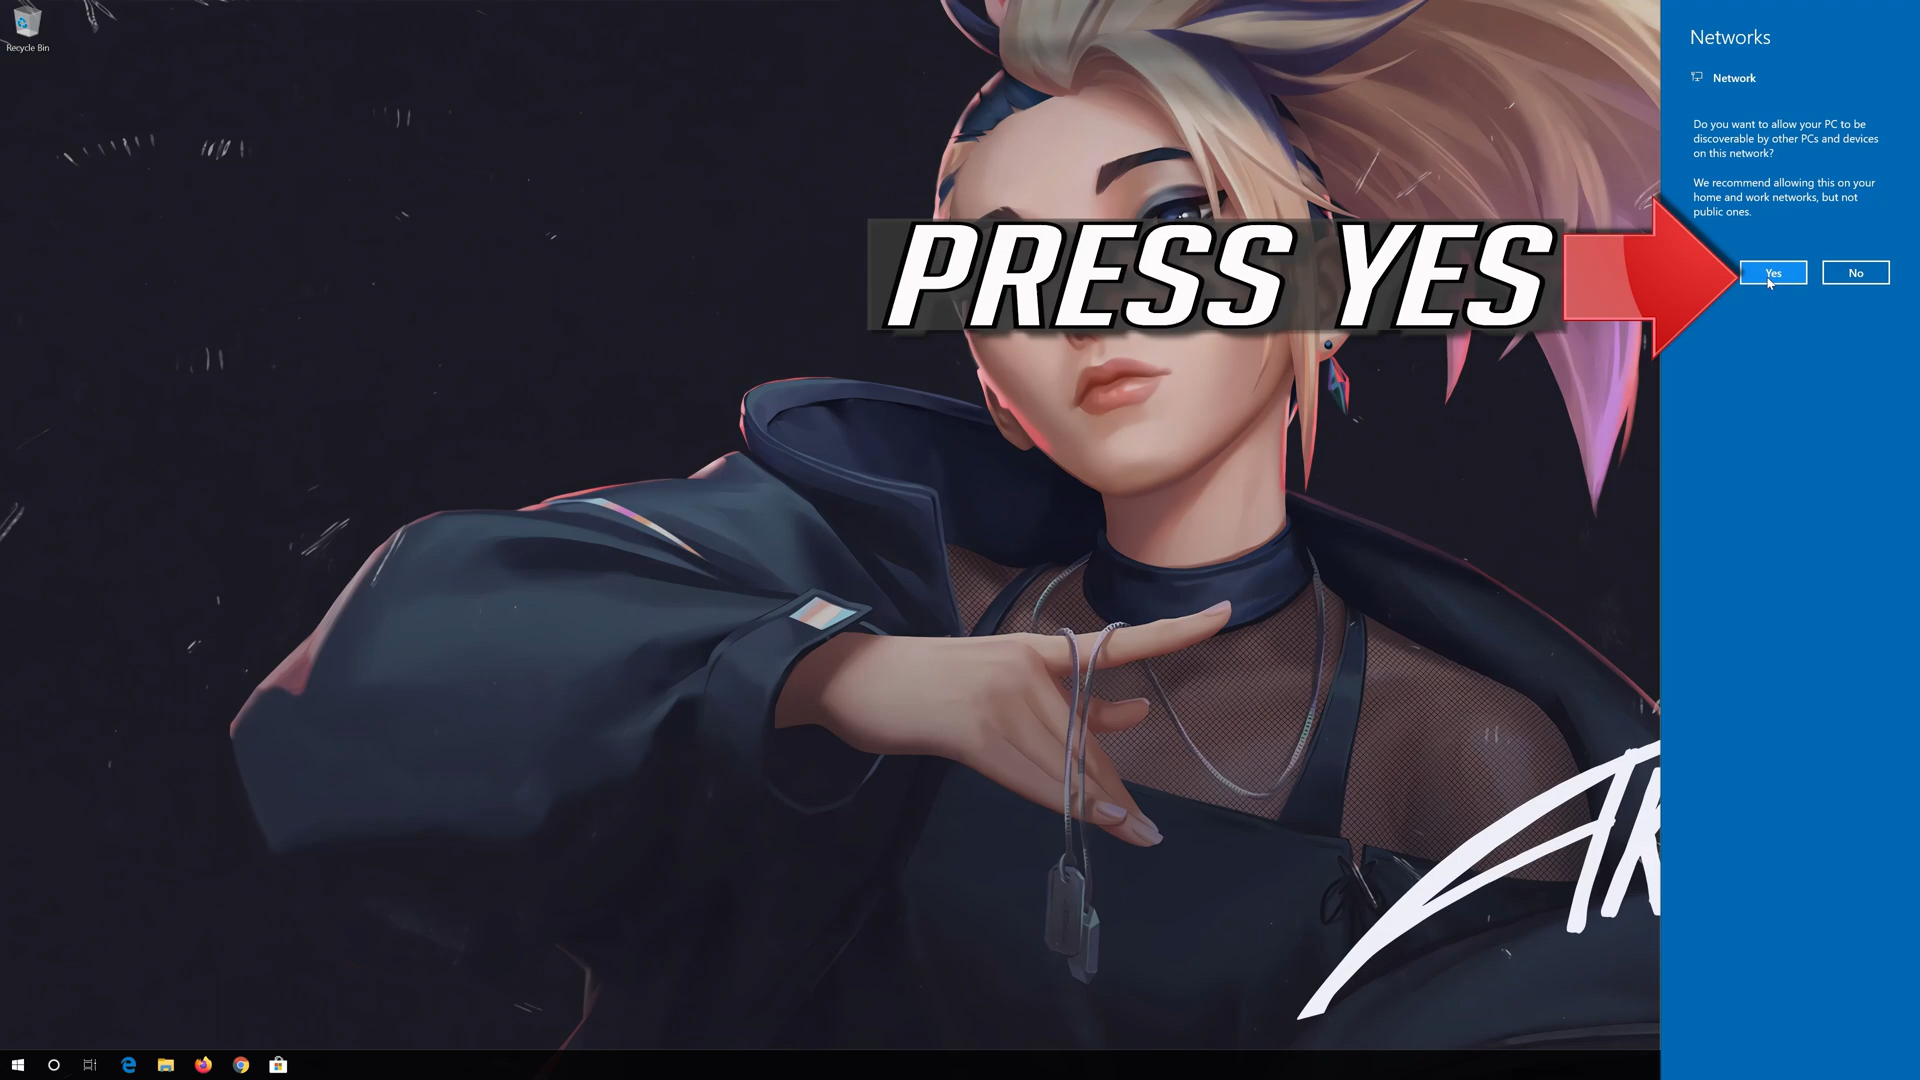 Recycle Bin
Networks
Network
Do you want to allow your PC to be
discoverable by other PCs and devices
on this network?
We recommend allowing this on your
home and work networks, but not
public ones.
PRESS YES
Yes
No